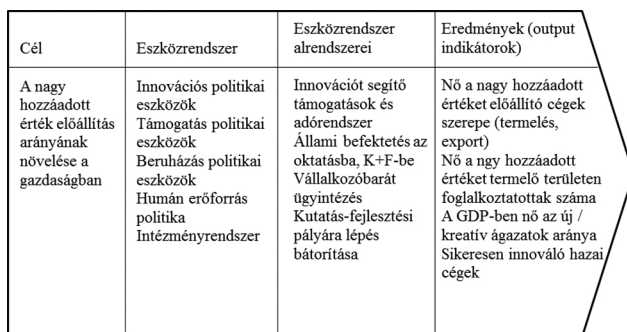 Cél
Eszközrendszer
Eszközrendszer
alrendszerei
Eredmények (output
indikátorok)
A nagy
hozzáadott
érték előállítás
arányának
növelése a
gazdaságban
Innovációs politikai
eszközök
Támogatás politikai
eszközök
Beruházás politikai
eszközök
Humán erőforrás
politika
Intézményrendszer
Innovációt segítő
támogatások és
adórendszer
Állami befektetés az
oktatásba, K+F-be
Vállalkozóbarát
ügyintézés
Kutatás-fejlesztési
pályára lépés
bátorítása
Nő a nagy hozzáadott
értéket előállító cégek
szerepe (termelés,
export)
Nő a ngy hozzáadott
értéket termelő területen
foglalkoztatottak száma
A GDP-ben nő az új /
kreatív ágazatok aránya
Sikeresen innováló hazai
cégek